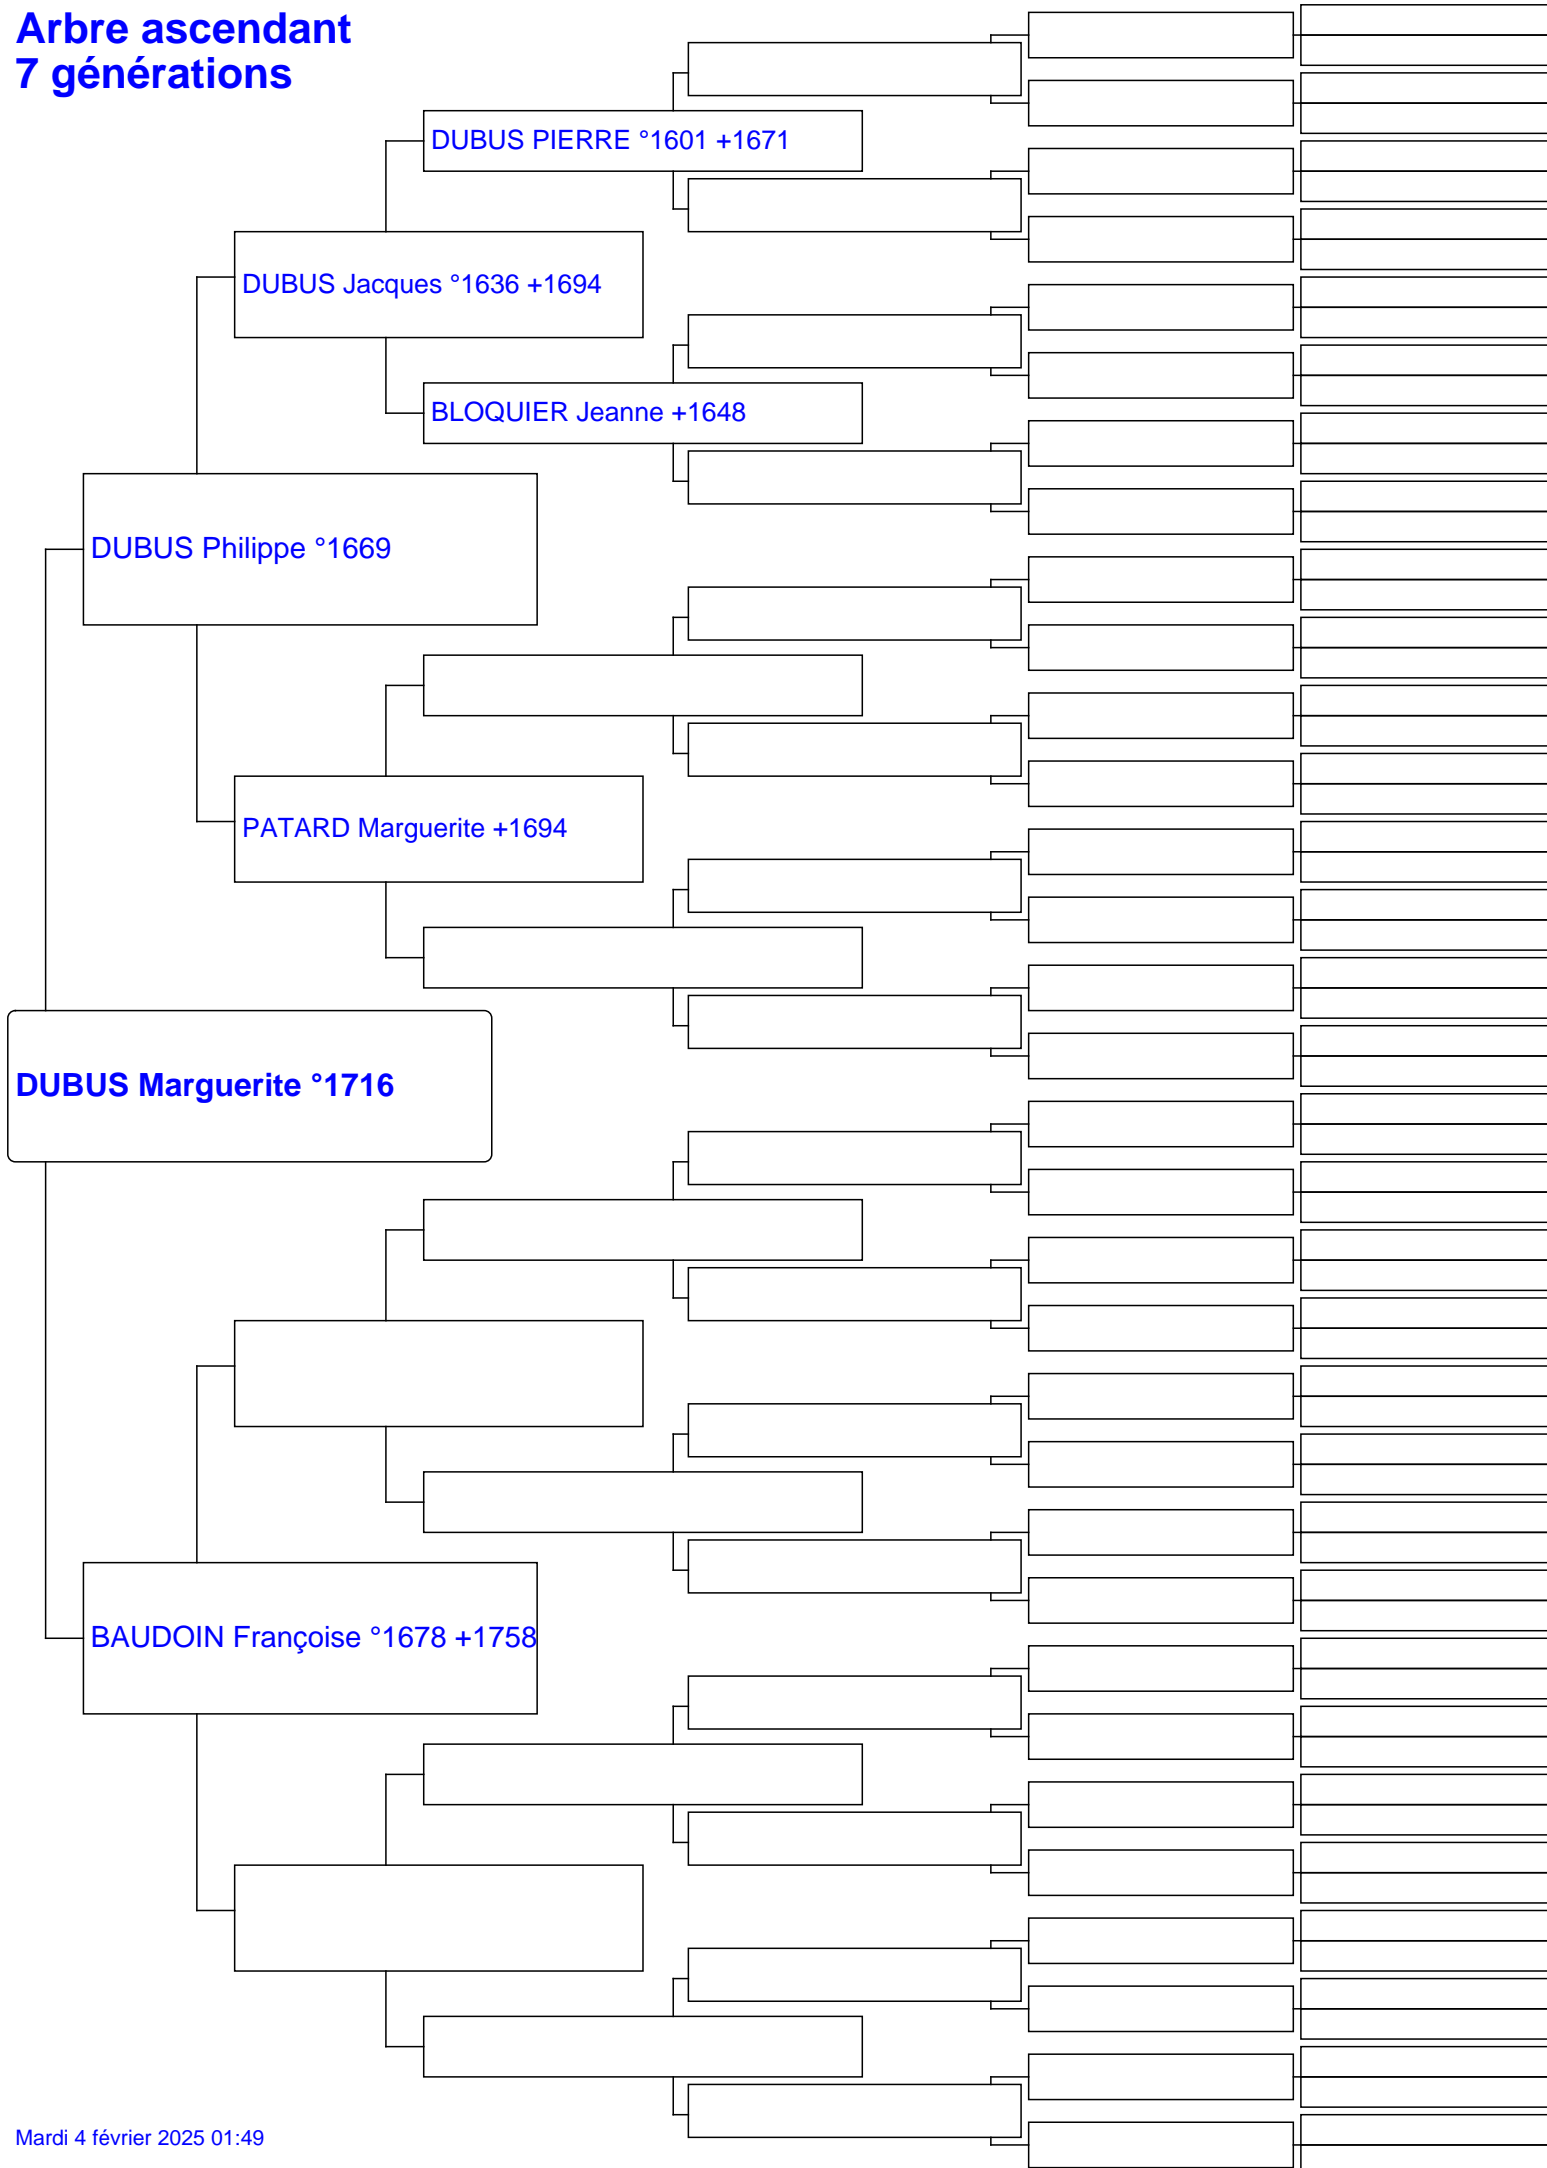 Arbre ascendant
7 générations
DUBUS PIERRE °1601 +1671
DUBUS Jacques °1636 +1694
BLOQUIER Jeanne +1648
DUBUS Philippe °1669
PATARD Marguerite +1694
DUBUS Marguerite °1716
BAUDOIN Françoise °1678 +1758
Mardi 4 février 2025 01:49